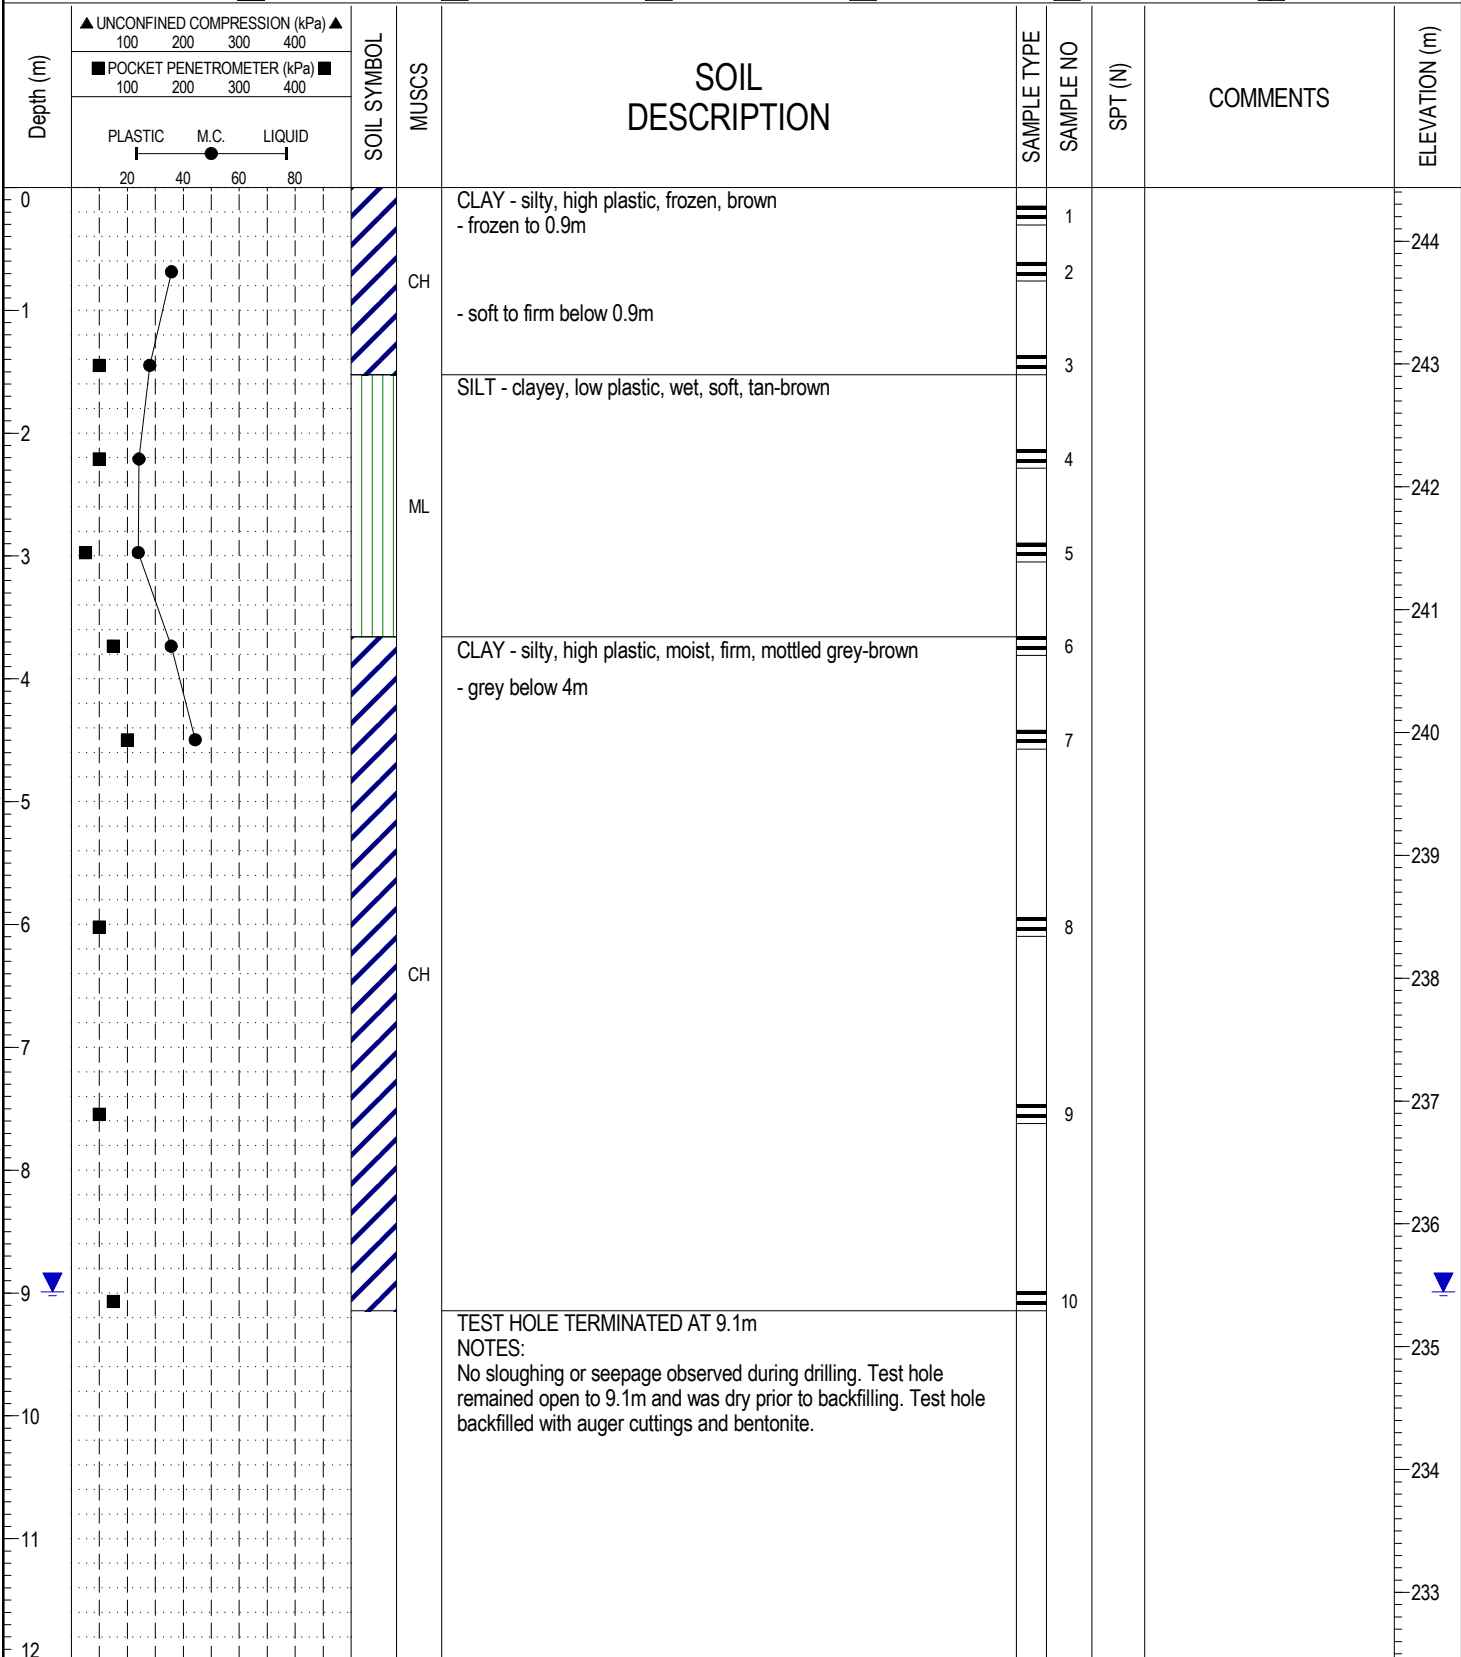 ▲ UNCONFINED COMPRESSION (kPa) ▲
100 200 300 400
■ POCKET PENETROMETER (kPa) ■
100 200 300 400
PLASTIC M.C. LIQUID
20 40 60 80
Depth (m)
SOIL SYMBOL
MUSCS
SOIL
DESCRIPTION
SAMPLE TYPE
SAMPLE NO
SPT (N)
COMMENTS
ELEVATION (m)
0
CLAY - silty, high plastic, frozen, brown
1
- frozen to 0.9m
244
2
CH
1
- soft to firm below 0.9m
3
243
SILT - clayey, low plastic, wet, soft, tan-brown
2
4
242
ML
3
5
241
6
CLAY - silty, high plastic, moist, firm, mottled grey-brown
4
- grey below 4m
7
240
5
239
6
8
CH
238
7
237
9
8
236
9
10
TEST HOLE TERMINATED AT 9.1m
NOTES:
235
No sloughing or seepage observed during drilling. Test hole
remained open to 9.1m and was dry prior to backfilling. Test hole
10
backfilled with auger cuttings and bentonite.
234
11
233
12